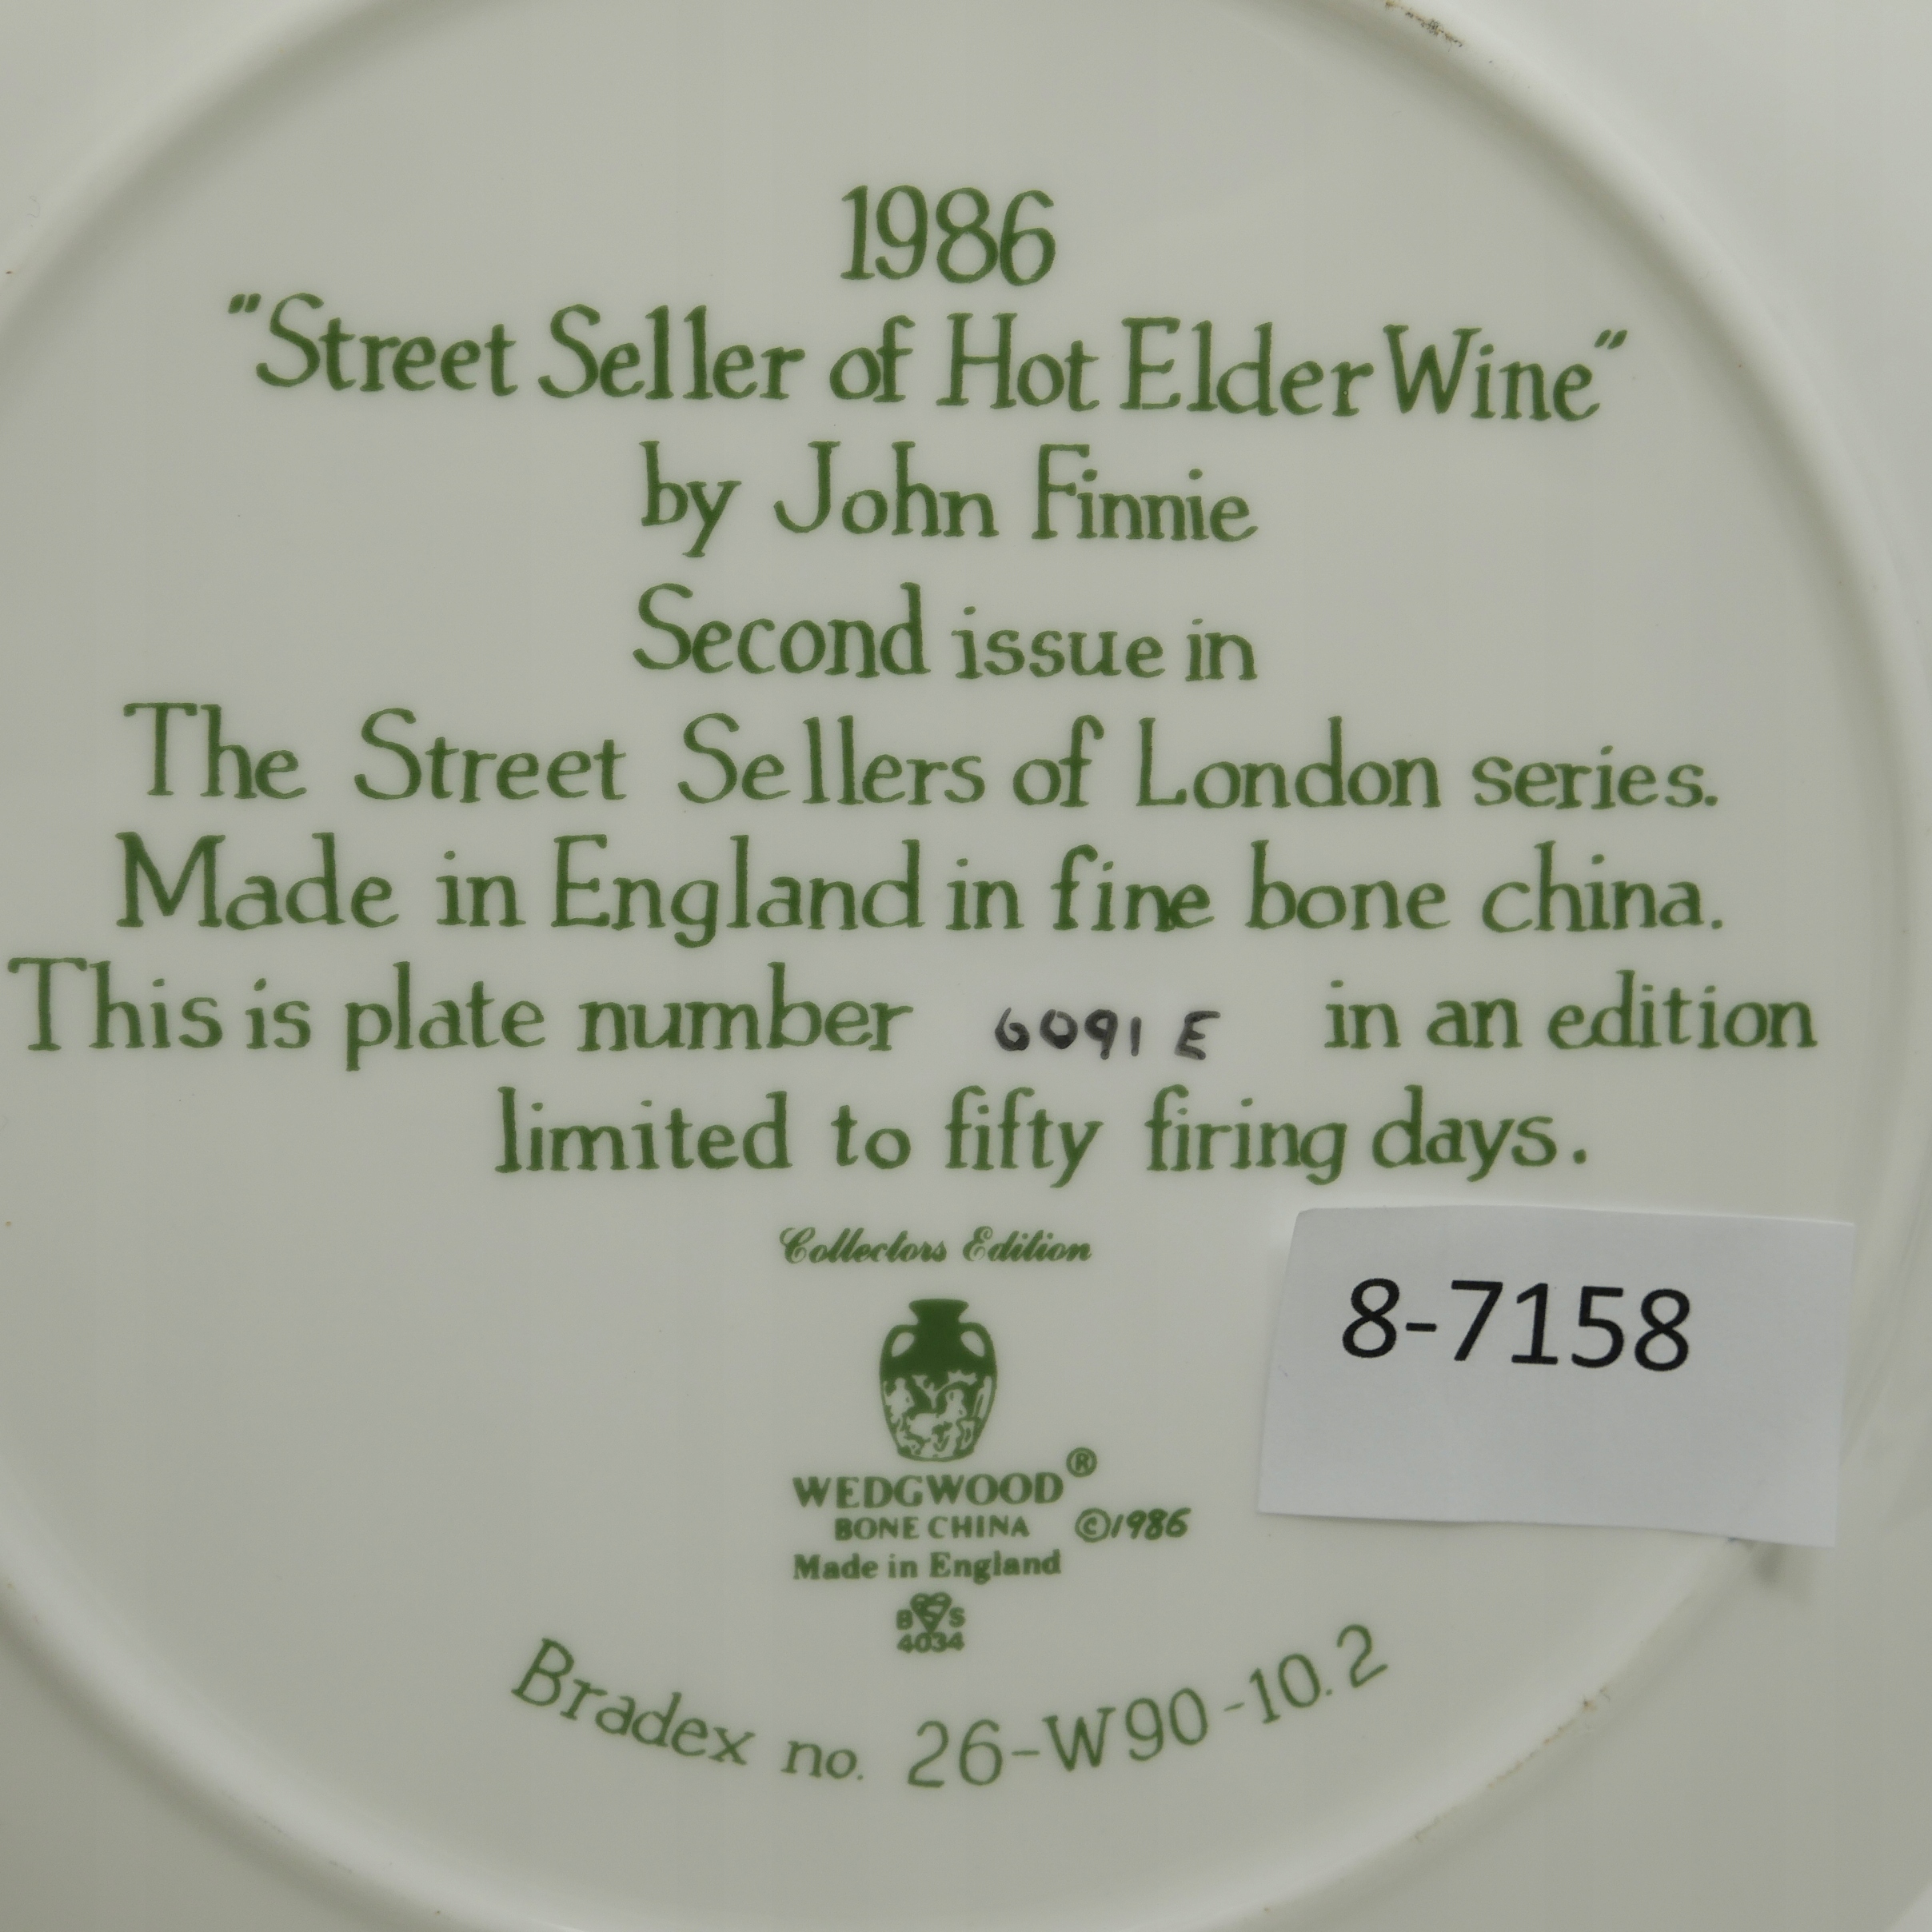 1986
"Street Seller of Hot Elder Wine"
by John Finnie
Second issue in
The Street Sellers of London series.
Made in England in fine bone china.
This is plate number 6091 E in an edition
limited to fifty firing days.
Collectors Edition
WEDGWOOD®
BONE CHINA ©1986
Made in England
B S
4034
Bradex no. 26-W90-10.2
8-7158